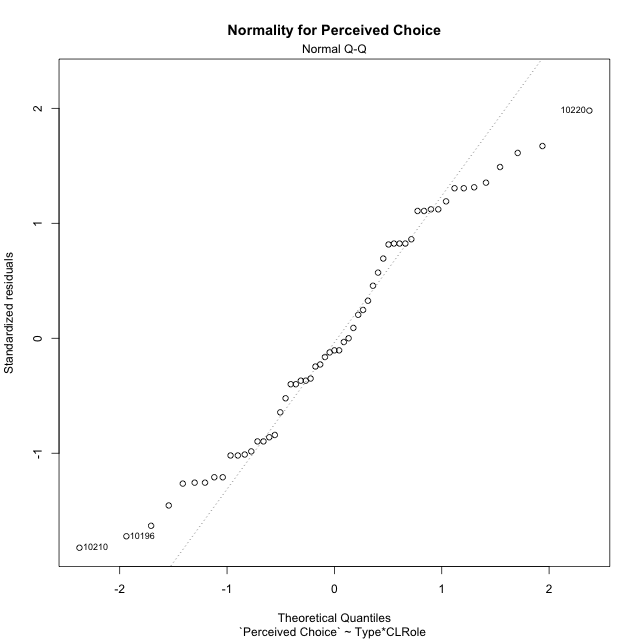 Normality for Perceived Choice
Normal Q-Q
10220
2
1
0
-1
Standardized residuals
10196
10210
-2 -1 0 1 2
Theoretical Quantiles
`Perceived Choice` ~ Type*CLRole